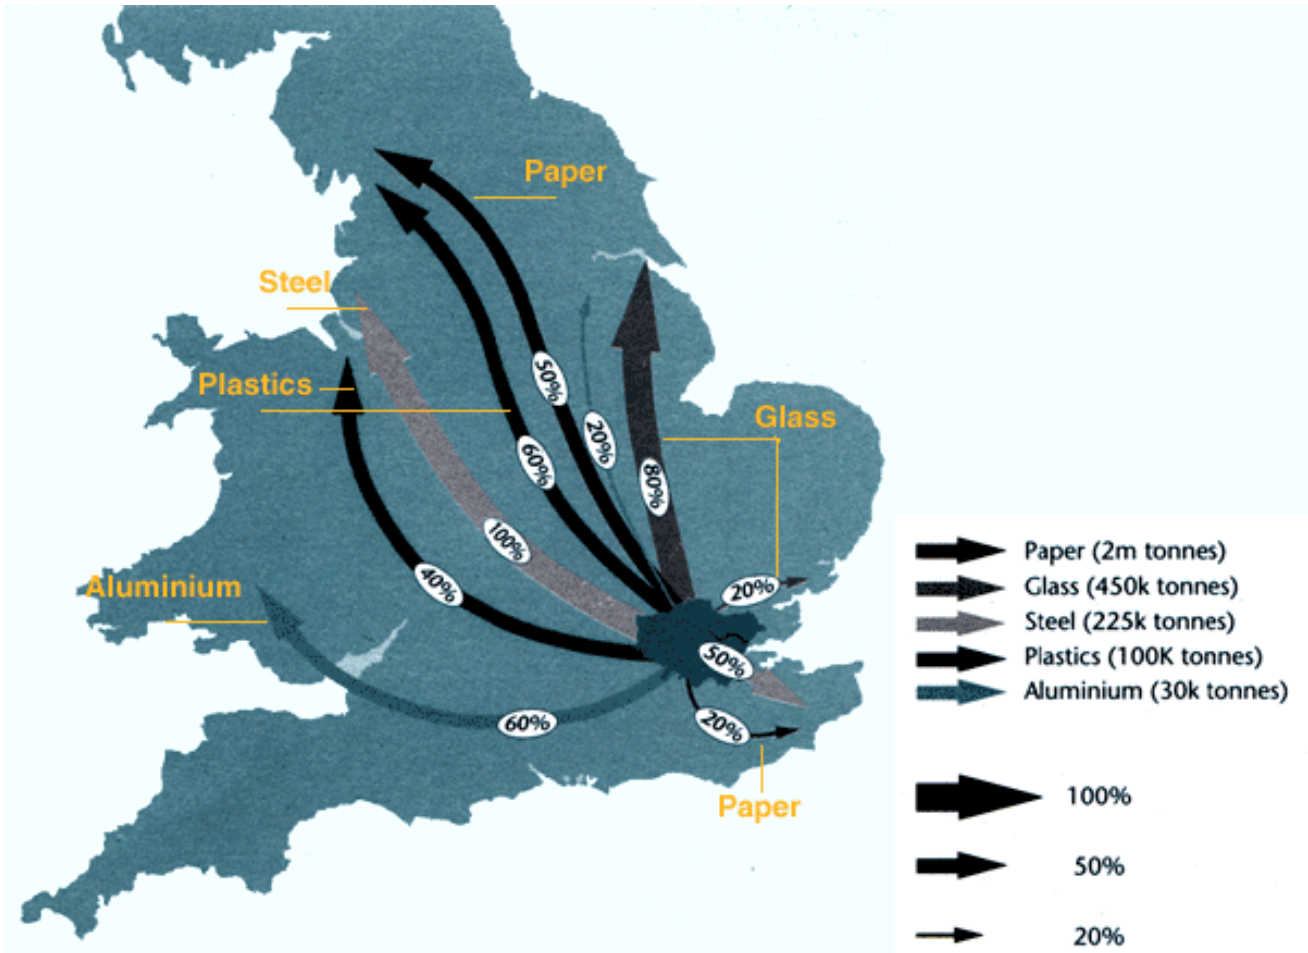 Paper
Steel
50%
Plastics
20%
Glass
60%
80%
100%
40%
Aluminium
20%
50%
60%
20%
Paper
Paper (2m tonnes)
Glass (450k tonnes)
Steel (225k tonnes)
Plastics (100K tonnes)
Aluminium (30k tonnes)
100%
50%
20%